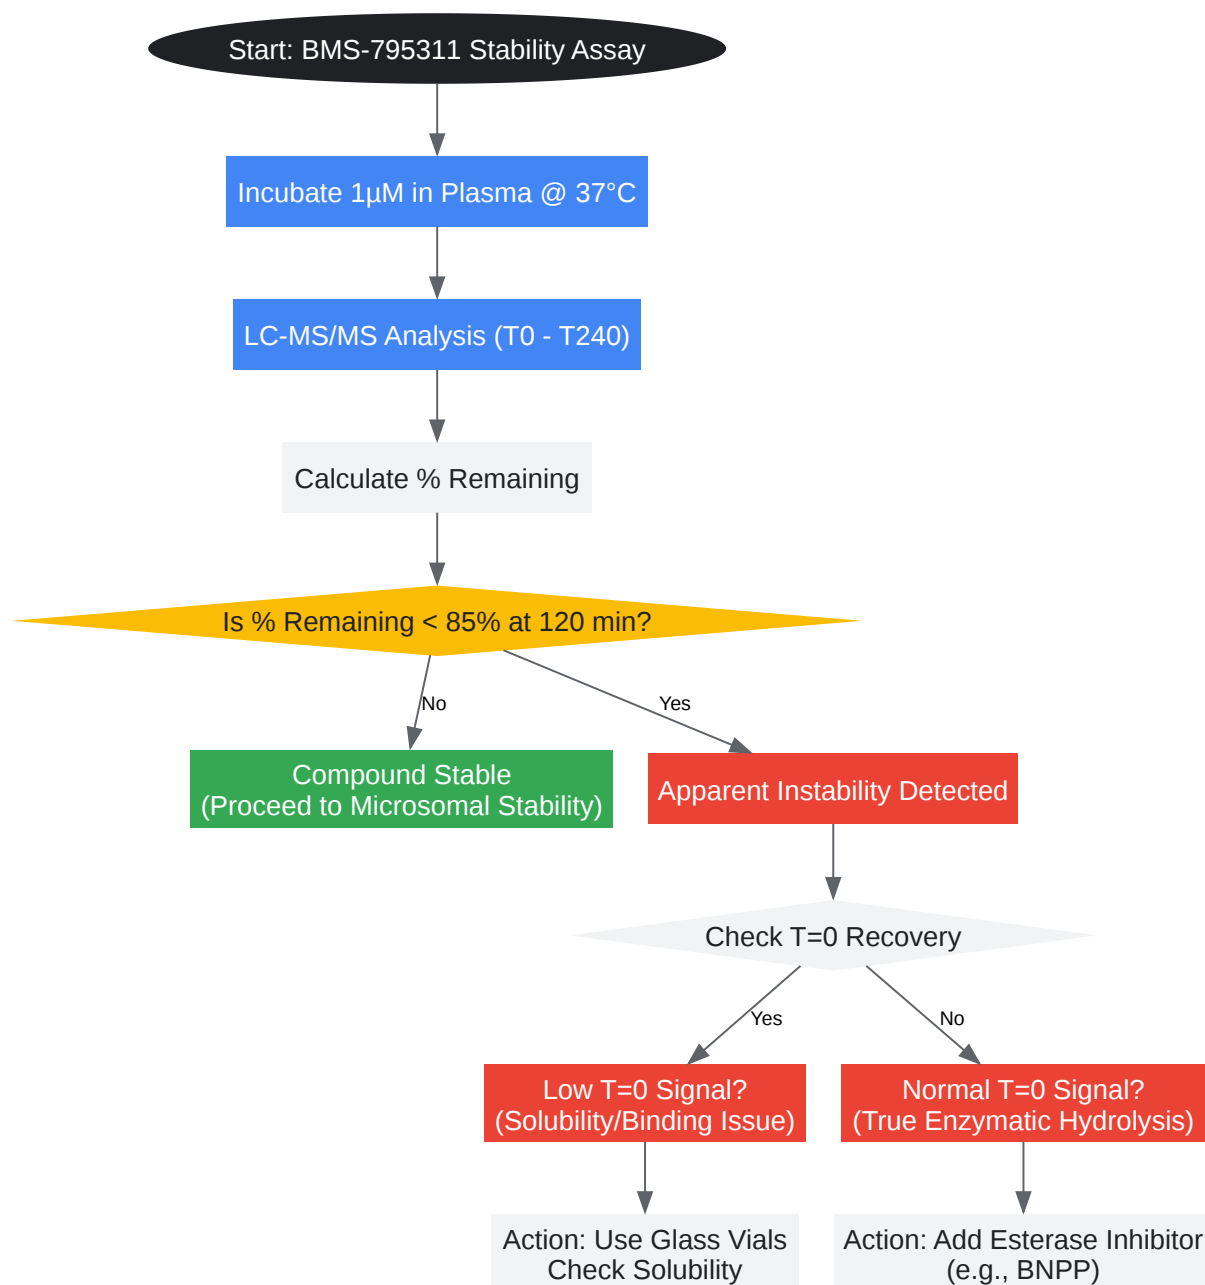 Start: BMS-795311 Stability Assay
Incubate 1µM in Plasma @ 37°C
LC-MS/MS Analysis (T0 - T240)
Calculate % Remaining
Is % Remaining < 85% at 120 min?
No
Yes
Compound Stable
(Proceed to Microsomal Stability)
Apparent Instability Detected
Check T=0 Recovery
Yes
No
Low T=0 Signal?
(Solubility/Binding Issue)
Normal T=0 Signal?
(True Enzymatic Hydrolysis)
Action: Use Glass Vials
Check Solubility
Action: Add Esterase Inhibitor
(e.g., BNPP)